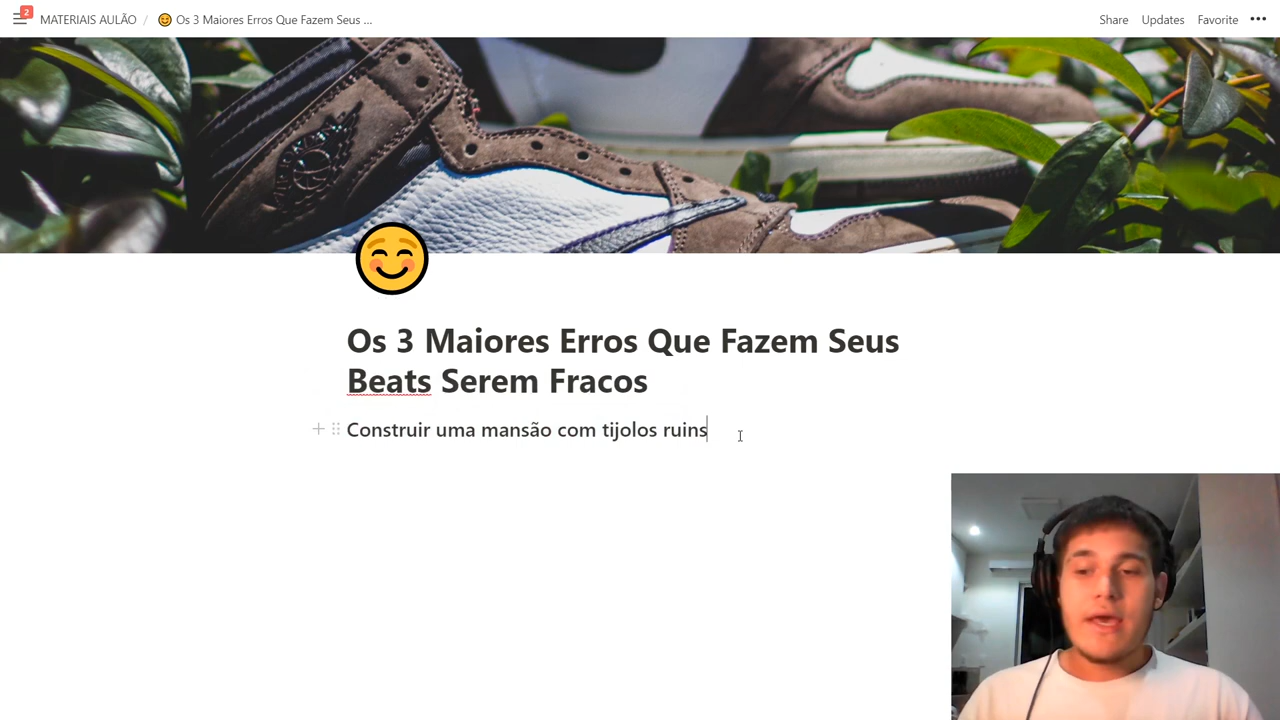 2
MATERIAIS AULÃO / Os 3 Maiores Erros Que Fazem Seus ...
Share Updates Favorite
Os 3 Maiores Erros Que Fazem Seus
Beats Serem Fracos
Construir uma mansão com tijolos ruins